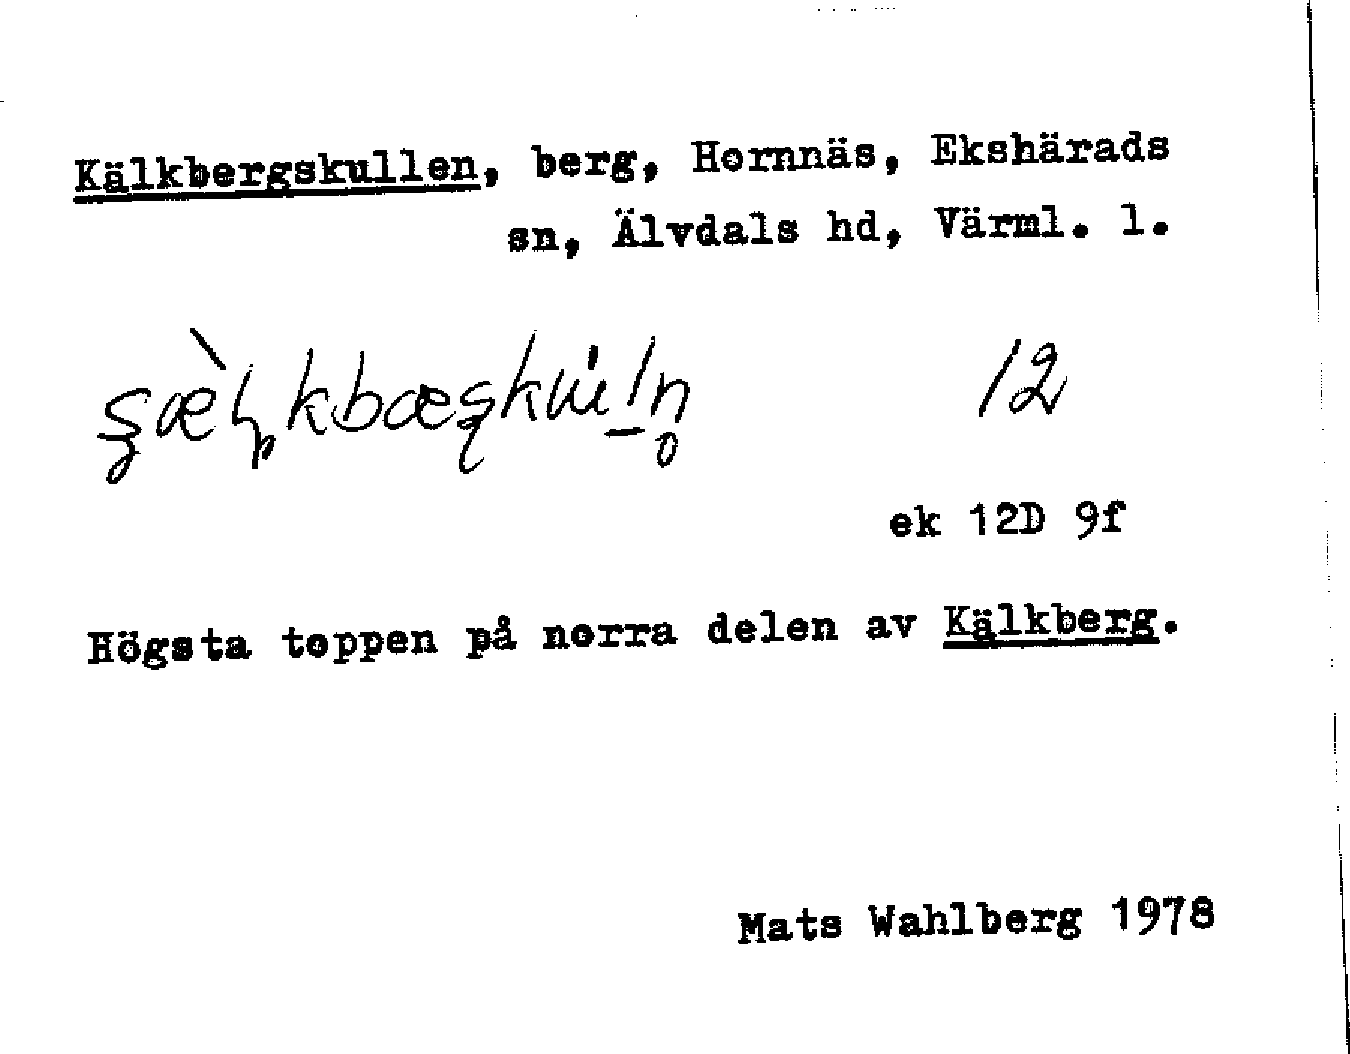 Kälkbergskullen, berg, Hornnäs, Ekshärads
sn, Älvdals hd, Värml. l.
12
ek 12D 9f
Högsta toppen på norra delen av Kälkberg.
Mats Wahlberg 1978